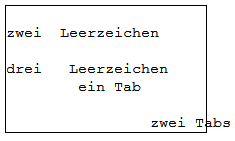 zwei  Leerzeichen
drei   Leerzeichen
        ein Tab
                zwei Tabs